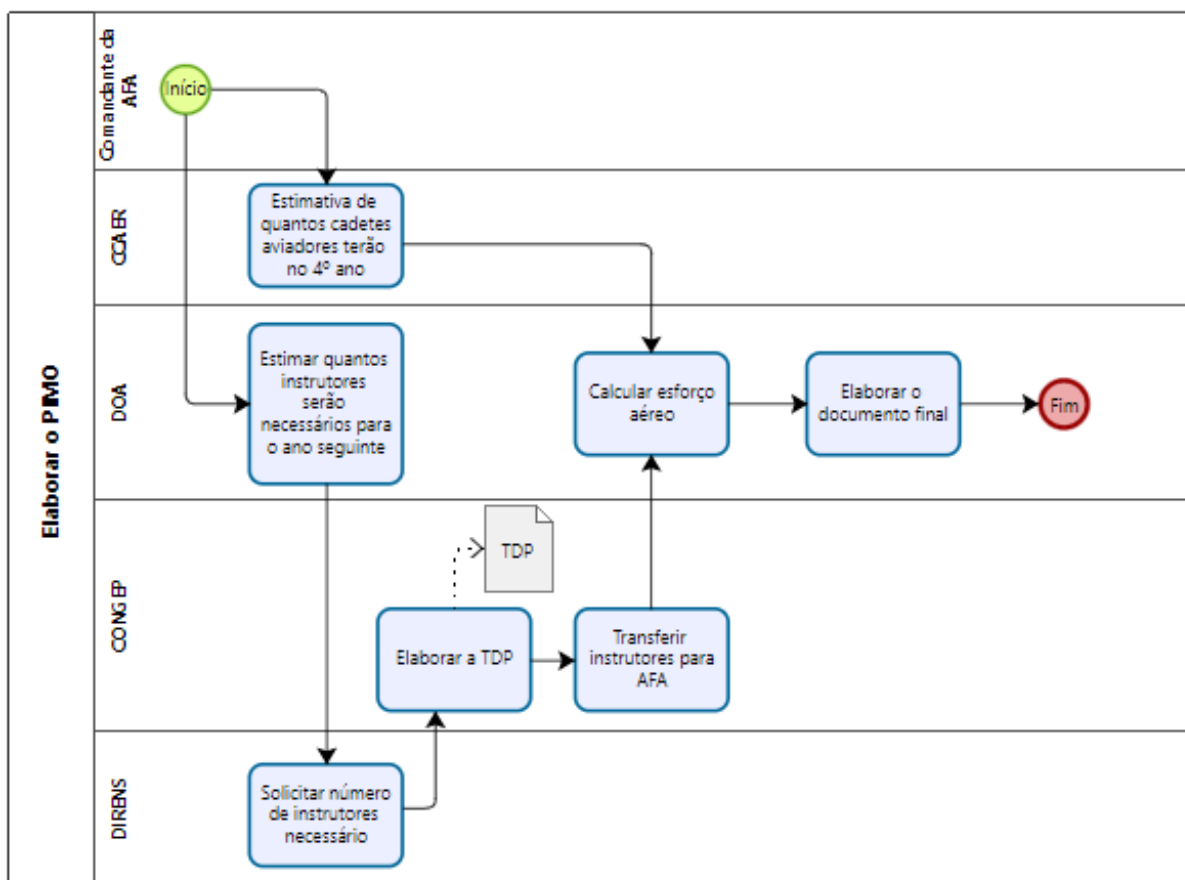 Elaborar o PIMO
Comandante da
AFA
Início
CCAER
Estimativa de
quantos cadetes
aviadores terão
no 4º ano
DOA
Estimar quantos
instrutores
serão
necessários para
o ano seguinte
Calcular esforço
aéreo
Elaborar o
documento final
Fim
CONGEP
TDP
Elaborar a TDP
Transferir
instrutores para
AFA
DIRENS
Solicitar número
de instrutores
necessário